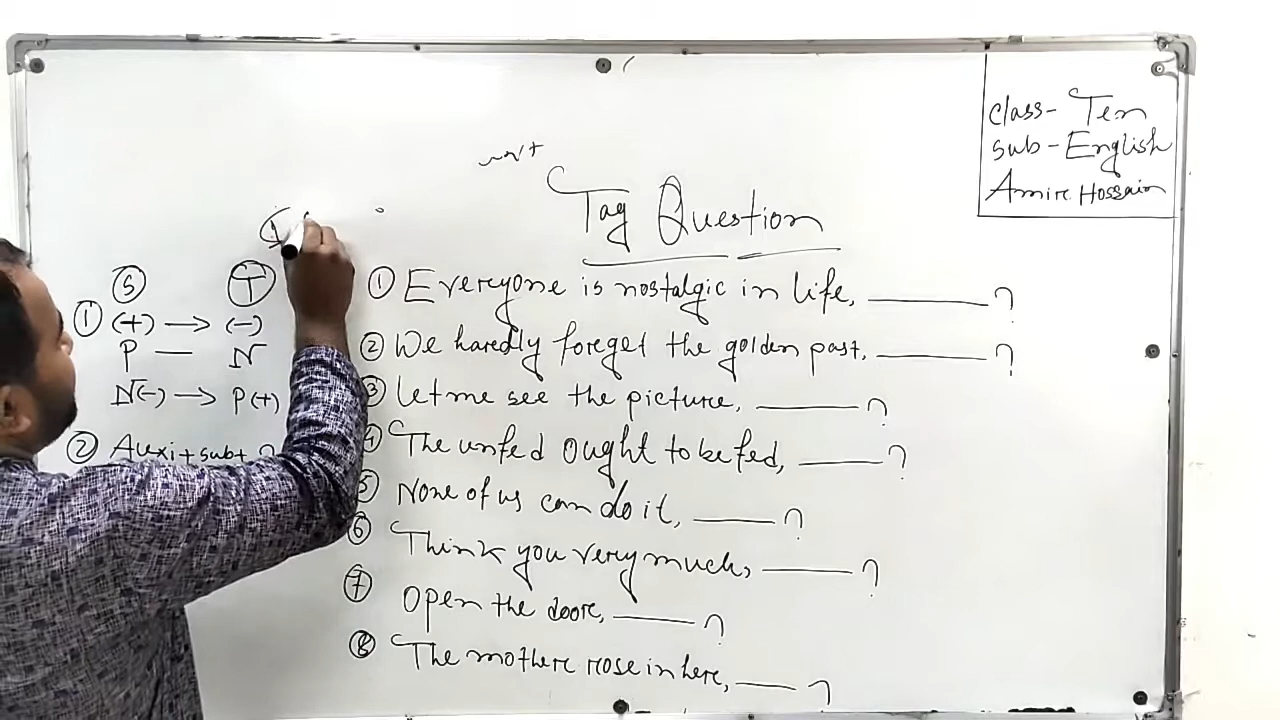 class- Ten
sub- English
Amir Hossain
Tag Question
S T
① (+) → (-)
P — N
N(-) → P(+)
② Auxi + sub + ?
① Everyone is nostalgic in life, ______ ?
② We haredly forget the golden past, ______ ?
③ Let me see the picture, ______ ?
④ The unfed ought to be fed, ______ ?
⑤ None of us can do it, ______ ?
⑥ Think you very much, ______ ?
⑦ Open the doore, ______ ?
⑧ The mothere rose in here, ______ ?